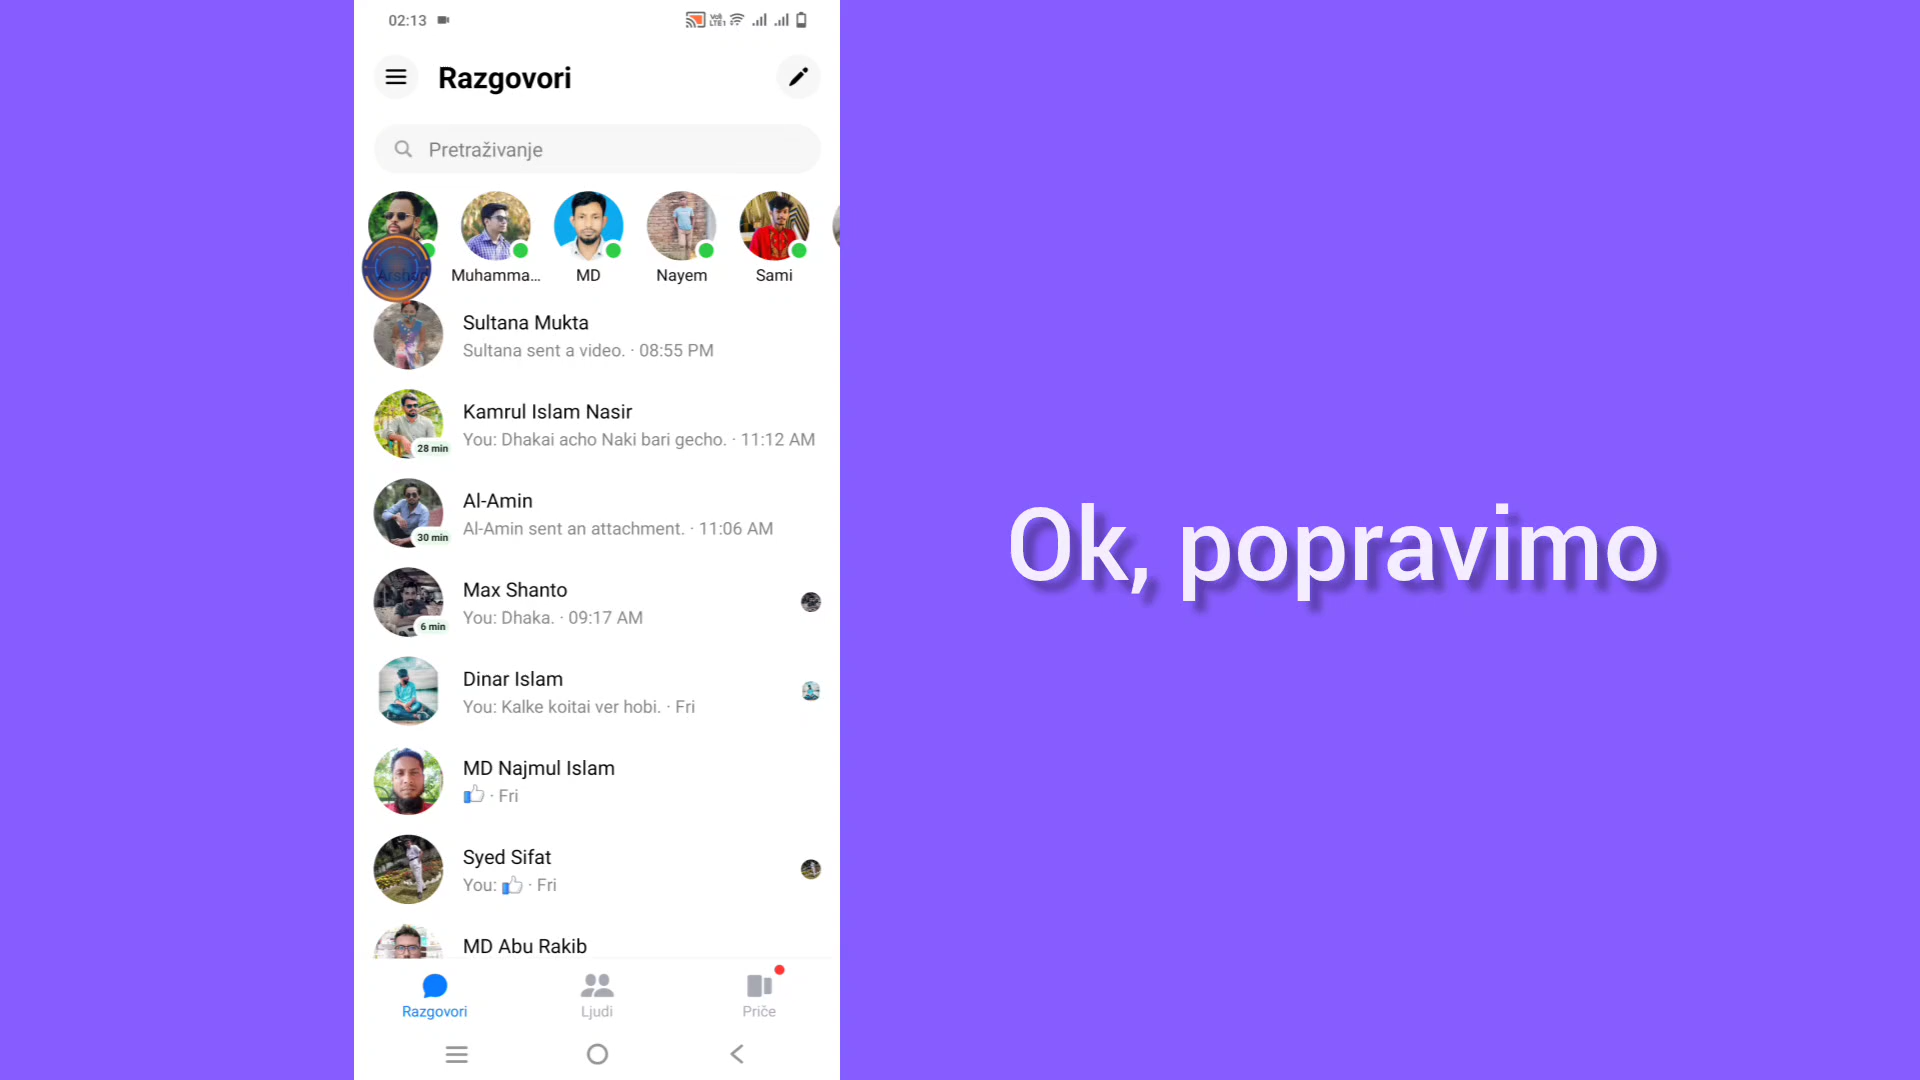 02:13
Razgovori
Pretraživanje
Arshad
Muhamma...
MD
Nayem
Sami
Sultana Mukta
Sultana sent a video. · 08:55 PM
Kamrul Islam Nasir
You: Dhakai acho Naki bari gecho. · 11:12 AM
28 min
Al-Amin
Al-Amin sent an attachment. · 11:06 AM
30 min
Max Shanto
You: Dhaka. · 09:17 AM
6 min
Dinar Islam
You: Kalke koitai ver hobi. · Fri
MD Najmul Islam
👍 · Fri
Syed Sifat
You: 👍 · Fri
MD Abu Rakib
Razgovori
Ljudi
Priče
Ok, popravimo